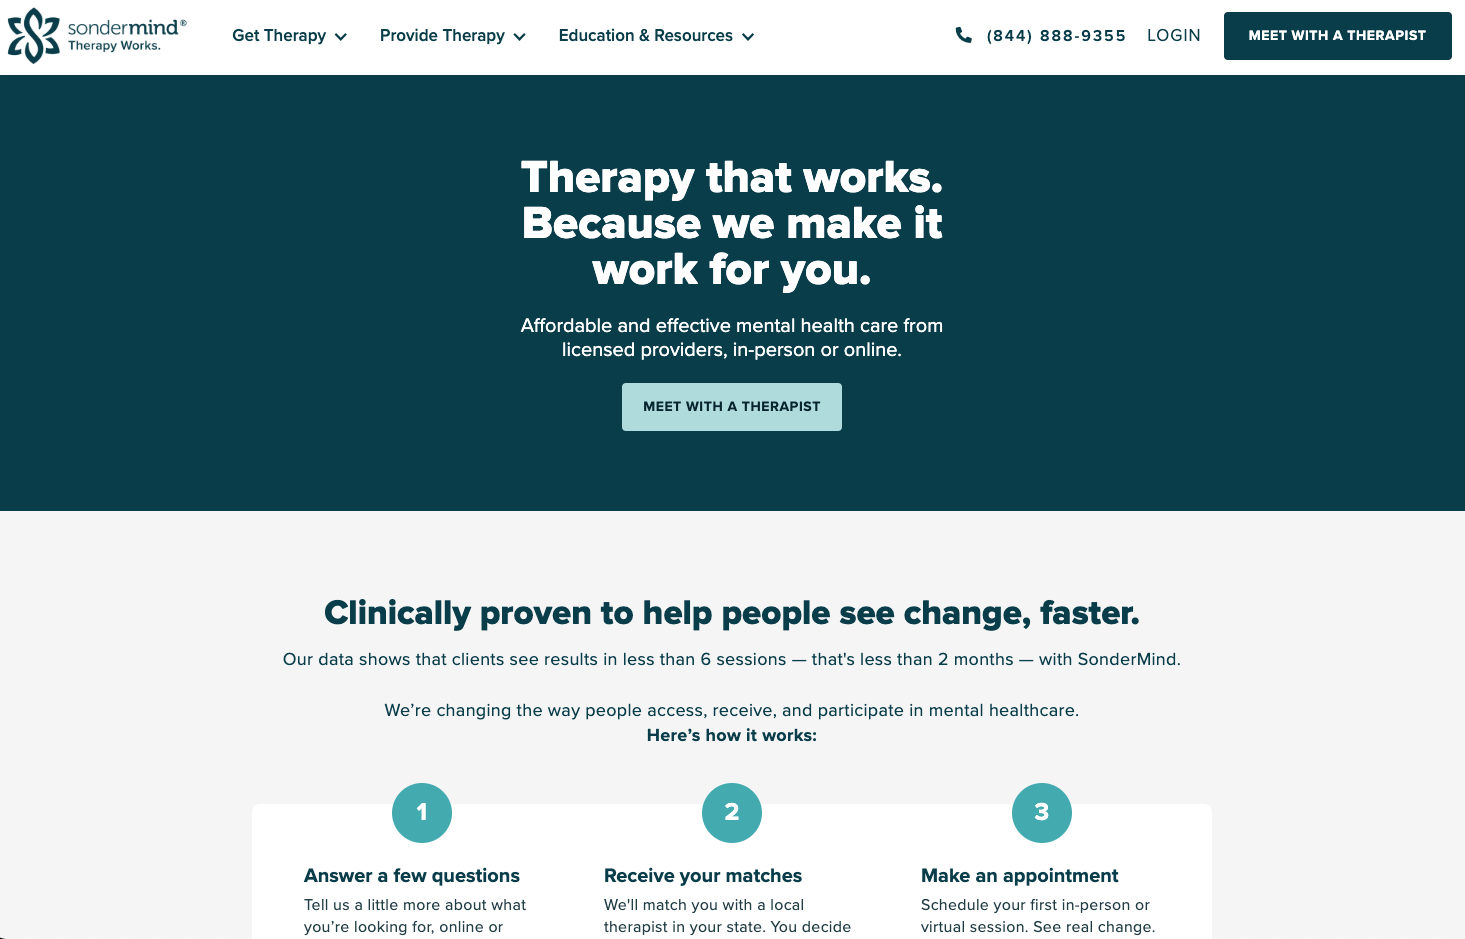 sondermind®
Therapy Works.
Get Therapy
Provide Therapy
Education & Resources
(844) 888-9355
LOGIN
MEET WITH A THERAPIST
Therapy that works.
Because we make it
work for you.
Affordable and effective mental health care from
licensed providers, in-person or online.
MEET WITH A THERAPIST
Clinically proven to help people see change, faster.
Our data shows that clients see results in less than 6 sessions — that's less than 2 months — with SonderMind.
We’re changing the way people access, receive, and participate in mental healthcare.
Here’s how it works:
1
Answer a few questions
Tell us a little more about what
you’re looking for, online or
2
Receive your matches
We'll match you with a local
therapist in your state. You decide
3
Make an appointment
Schedule your first in-person or
virtual session. See real change.